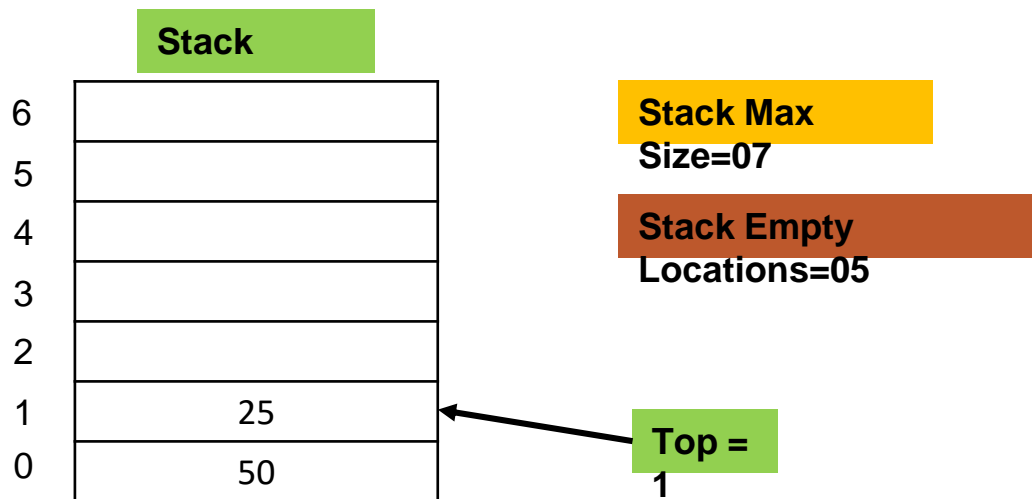 Stack
6
Stack Max
Size=07
5
4
Stack Empty
Locations=05
3
2
1
25
Top =
1
0
50